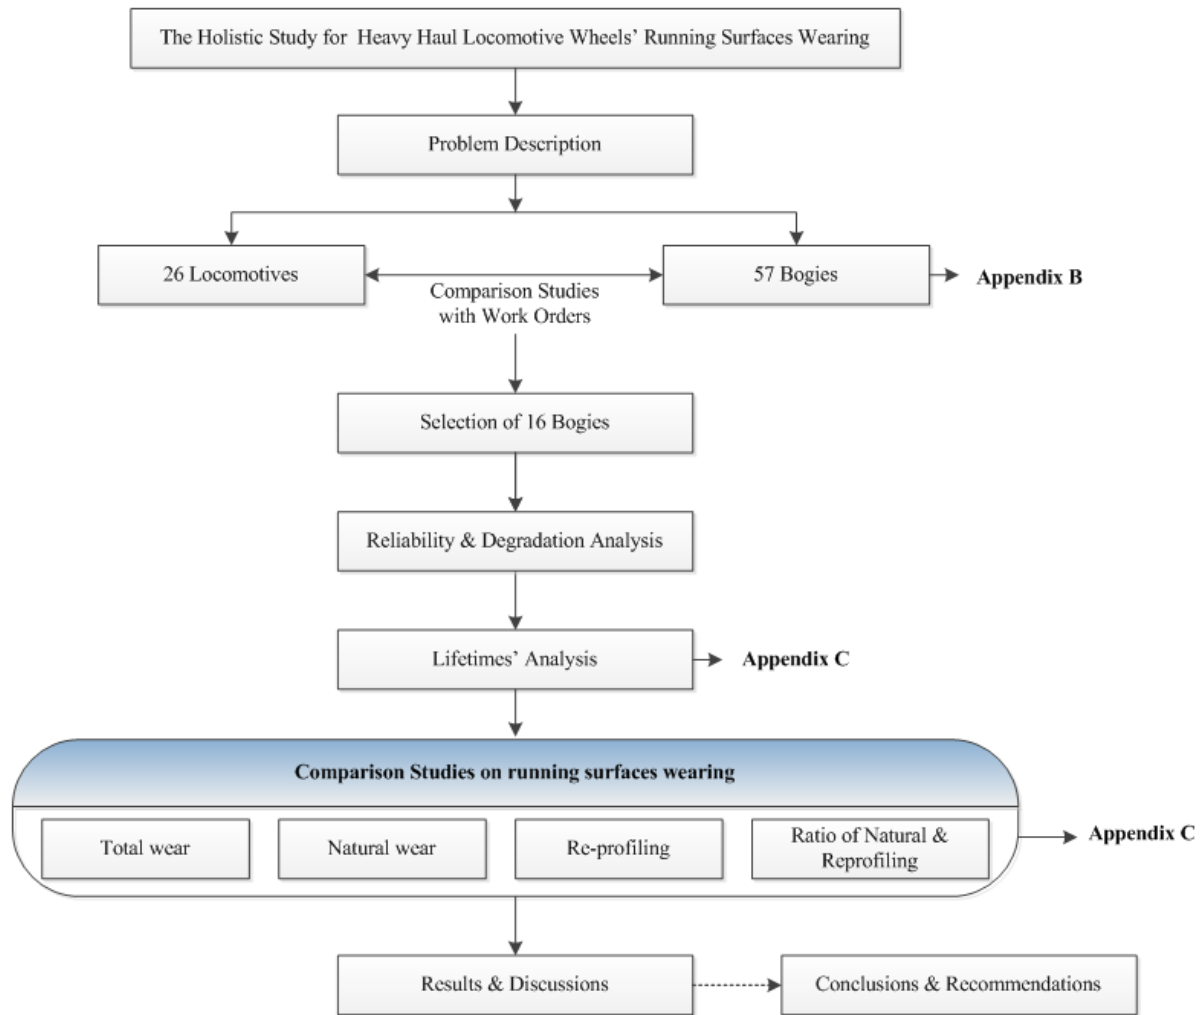 The Holistic Study for Heavy Haul Locomotive Wheels' Running Surfaces Wearing
Problem Description
26 Locomotives
57 Bogies
Appendix B
Comparison Studies
with Work Orders
Selection of 16 Bogies
Reliability & Degradation Analysis
Lifetimes' Analysis
Appendix C
Comparison Studies on running surfaces wearing
Total wear
Natural wear
Re-profiling
Ratio of Natural &
Reprofiling
Appendix C
Results & Discussions
Conclusions & Recommendations